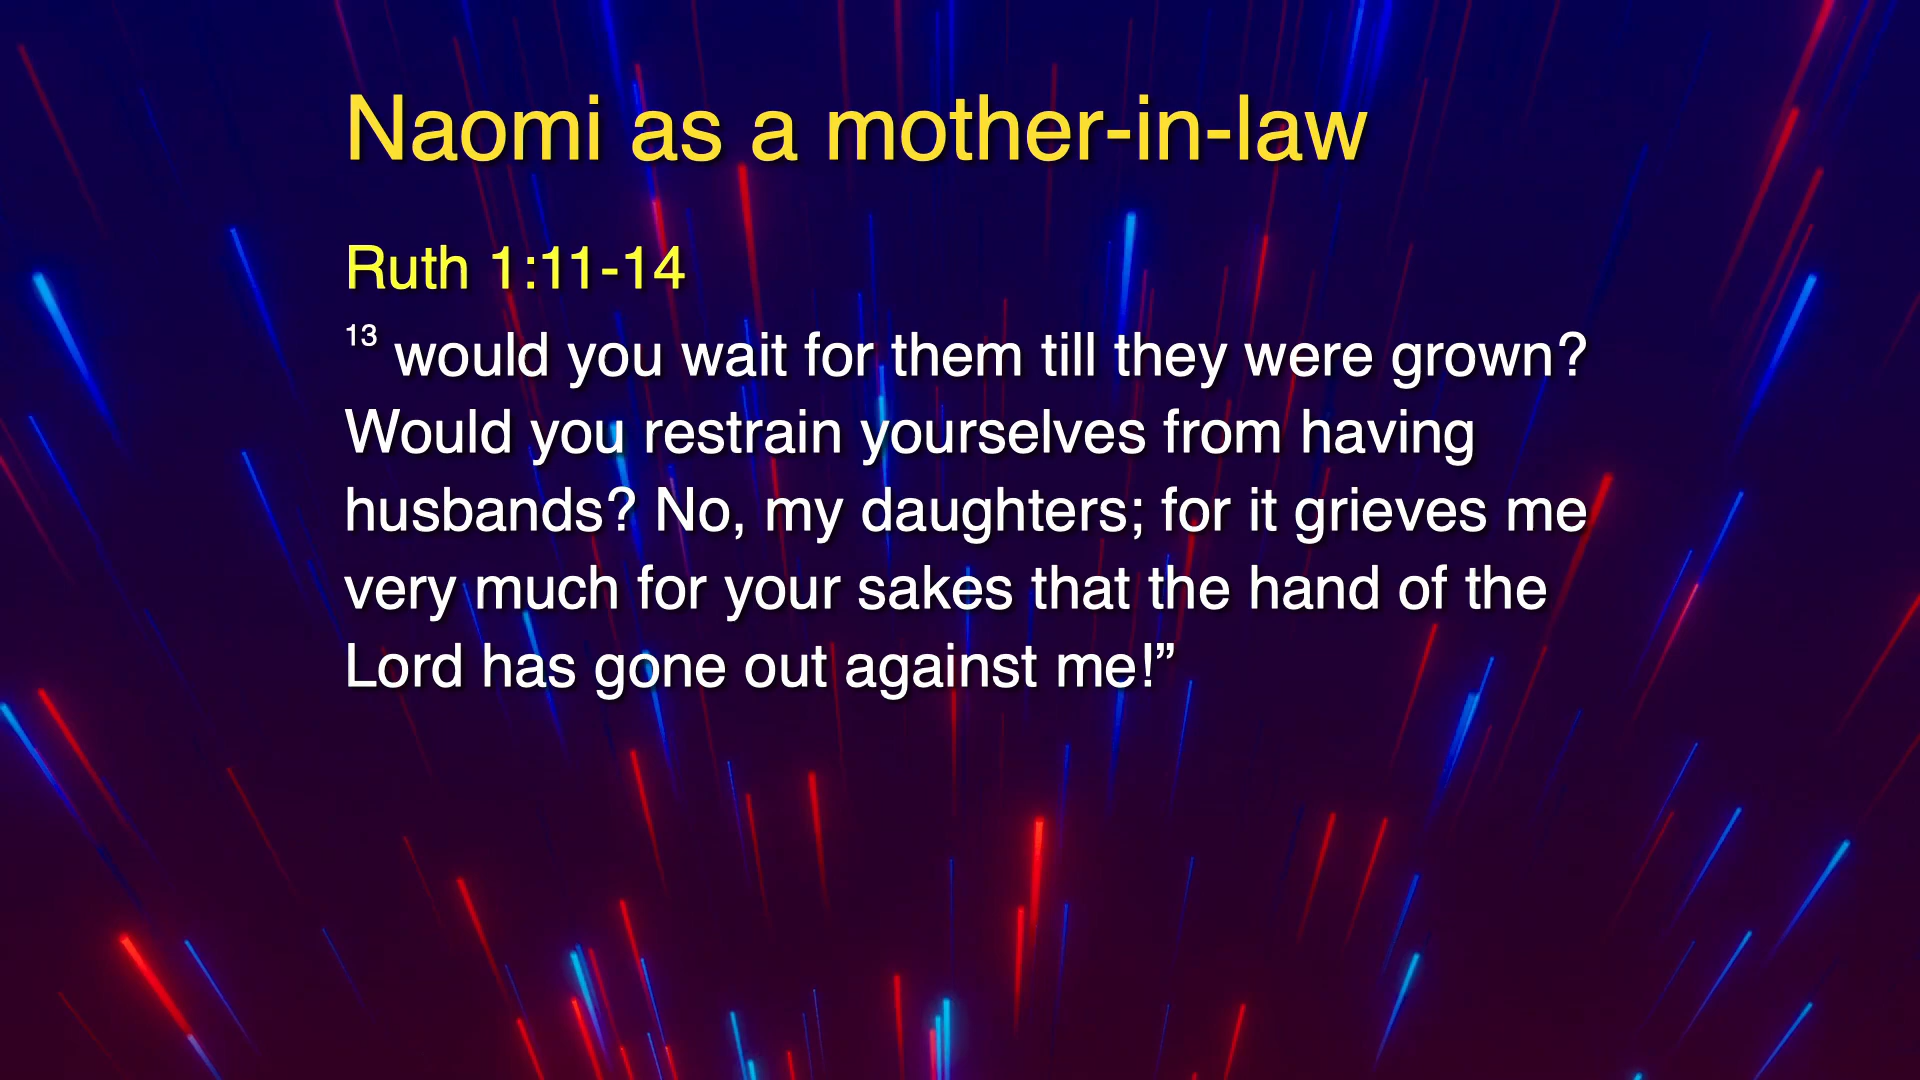 Naomi as a mother-in-law
Ruth 1:11-14
13 would you wait for them till they were grown?
Would you restrain yourselves from having
husbands? No, my daughters; for it grieves me
very much for your sakes that the hand of the
Lord has gone out against me!”